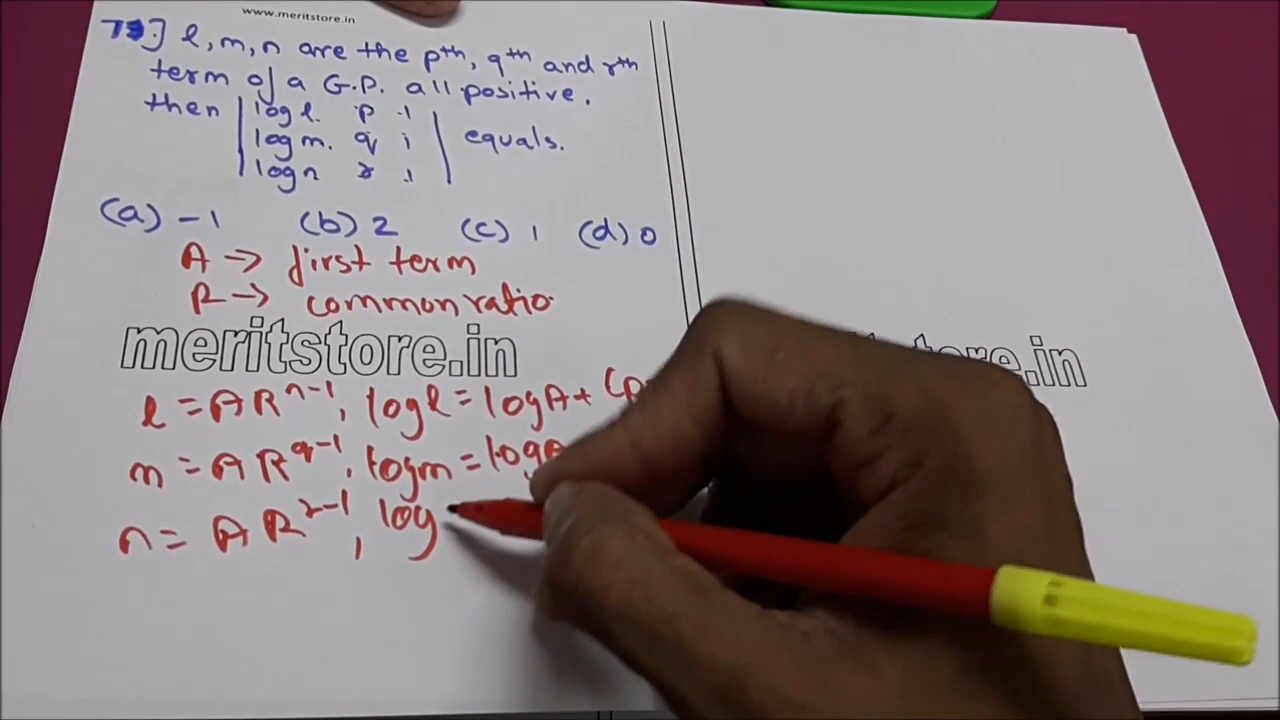 www.meritstore.in
73] l, m, n are the pth, qth and rth
term of a G.P. all positive.
then | log l p 1 |
| log m. q 1 | equals.
| log n r 1 |
(a) -1 (b) 2 (c) 1 (d) 0
A → first term
R → common ratio
meritstore.in
l = AR^n-1, log l = log A + (p
m = AR^q-1, log m = log A
n = AR^r-1, log